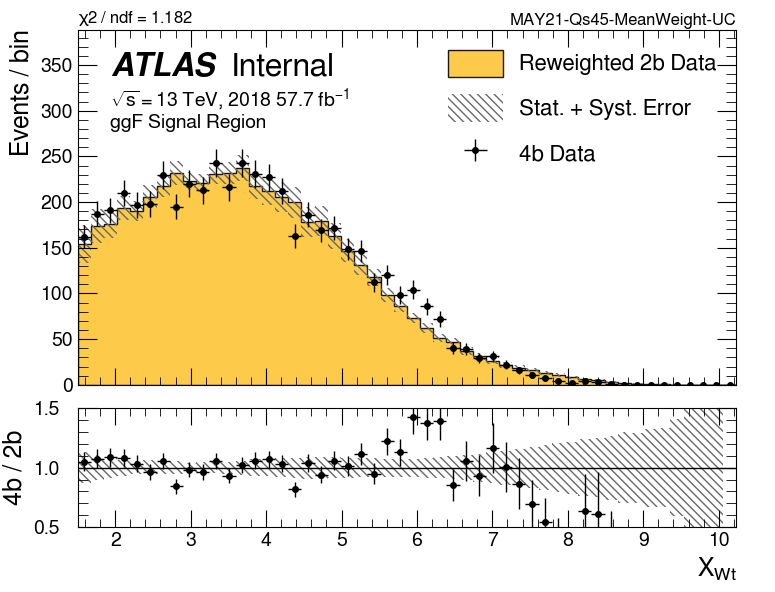 χ² / ndf = 1.182
MAY21-Qs45-MeanWeight-UC
Events / bin
ATLAS Internal
√s = 13 TeV, 2018 57.7 fb⁻¹
ggF Signal Region
Reweighted 2b Data
Stat. + Syst. Error
4b Data
350
300
250
200
150
100
50
0
4b / 2b
1.5
1.0
0.5
2 3 4 5 6 7 8 9 10
X_Wt